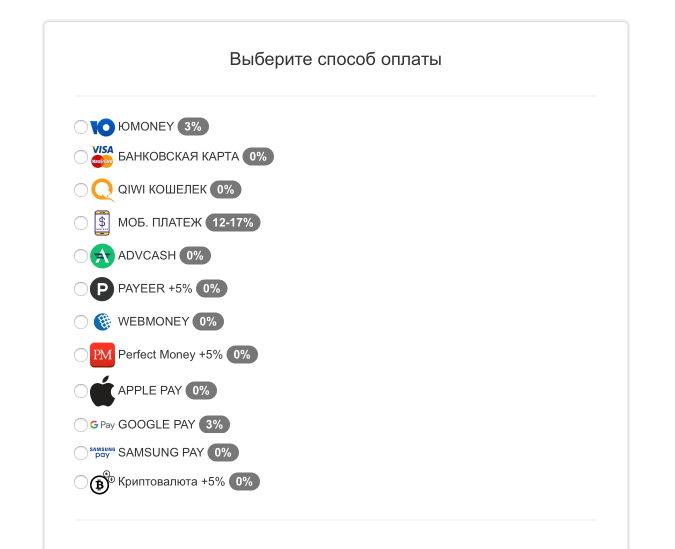 Выберите способ оплаты
ЮMONEY 3%
VISA MasterCard БАНКОВСКАЯ КАРТА 0%
QIWI КОШЕЛЕК 0%
$ МОБ. ПЛАТЕЖ 12-17%
ADVCASH 0%
P PAYEER +5% 0%
WEBMONEY 0%
PM Perfect Money +5% 0%
APPLE PAY 0%
G Pay GOOGLE PAY 3%
SAMSUNG pay SAMSUNG PAY 0%
Криптовалюта +5% 0%